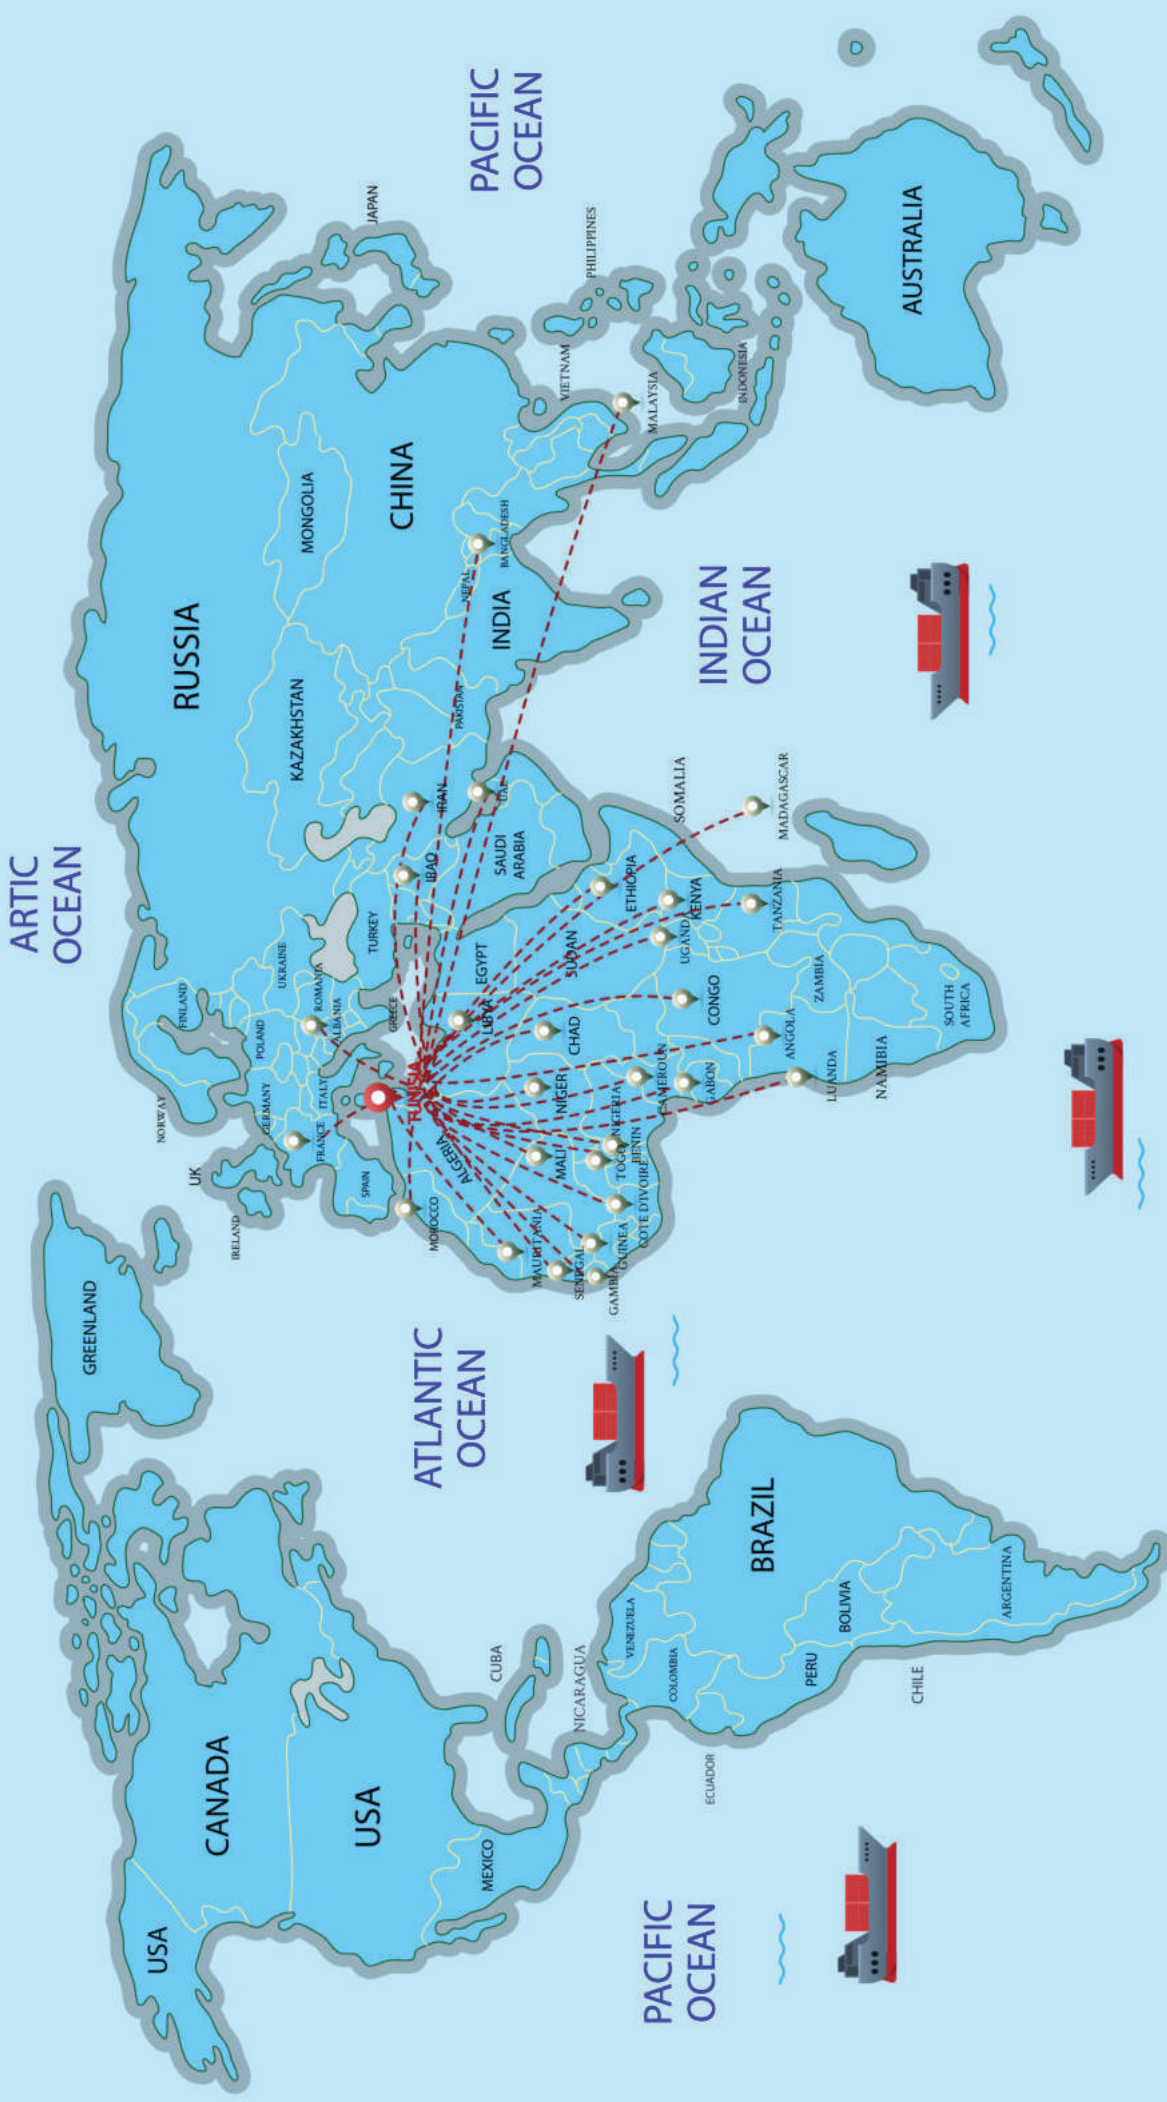 ARTIC
OCEAN
GREENLAND
RUSSIA
USA
CANADA
NORWAY
FINLAND
UK
IRELAND
GERMANY
POLAND
UKRAINE
KAZAKHSTAN
MONGOLIA
FRANCE
ITALY
ROMANIA
ALBANIA
USA
SPAIN
GREECE
TURKEY
CHINA
JAPAN
TUNISIA
MOROCCO
ALGERIA
LIBYA
EGYPT
IBAQ
IRAN
PAKISTAN
NEPAL
INDIA
BANGLADESH
ATLANTIC
OCEAN
PACIFIC
OCEAN
MEXICO
CUBA
NICARAGUA
MAURITANIA
MALI
NIGER
CHAD
SUDAN
SAUDI
ARABIA
UAE
VIETNAM
PHILIPPINES
SENEGAL
GAMBIA
GUINEA
COTE D'IVOIRE
TOGO
BENIN
NIGERIA
CAMEROUN
ETHIOPIA
SOMALIA
MALAYSIA
VENEZUELA
COLOMBIA
ECUADOR
GABON
CONGO
UGAND
KENYA
INDIAN
OCEAN
INDONESIA
PACIFIC
OCEAN
BRAZIL
PERU
BOLIVIA
ANGOLA
TANZANIA
MADAGASCAR
LUANDA
ZAMBIA
NAMIBIA
SOUTH
AFRICA
AUSTRALIA
CHILE
ARGENTINA